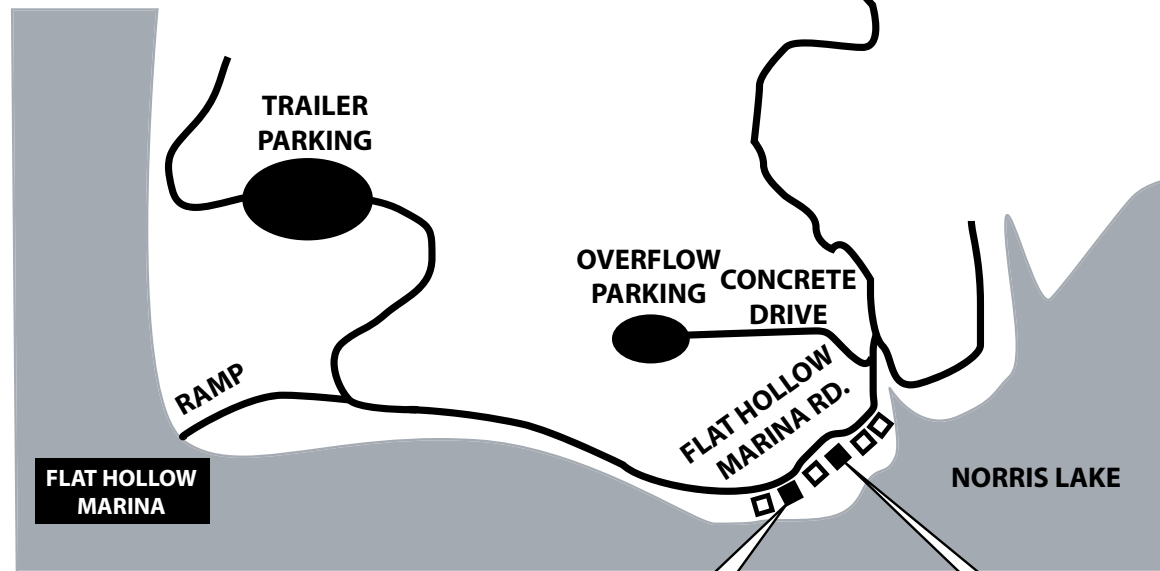 TRAILER
PARKING
OVERFLOW
PARKING
CONCRETE
DRIVE
RAMP
FLAT HOLLOW
MARINA RD.
FLAT HOLLOW
MARINA
NORRIS LAKE